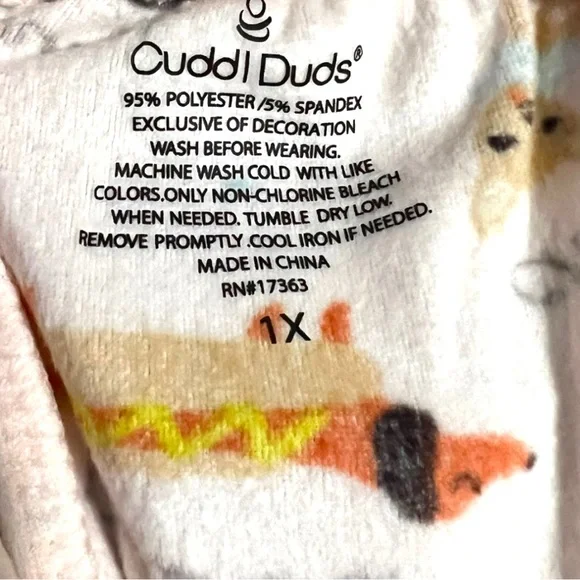 Cuddl Duds®
95% POLYESTER/5% SPANDEX
EXCLUSIVE OF DECORATION
WASH BEFORE WEARING.
MACHINE WASH COLD WITH LIKE
COLORS.ONLY NON-CHLORINE BLEACH
WHEN NEEDED. TUMBLE DRY LOW.
REMOVE PROMPTLY.COOL IRON IF NEEDED.
MADE IN CHINA
RN#17363
1X